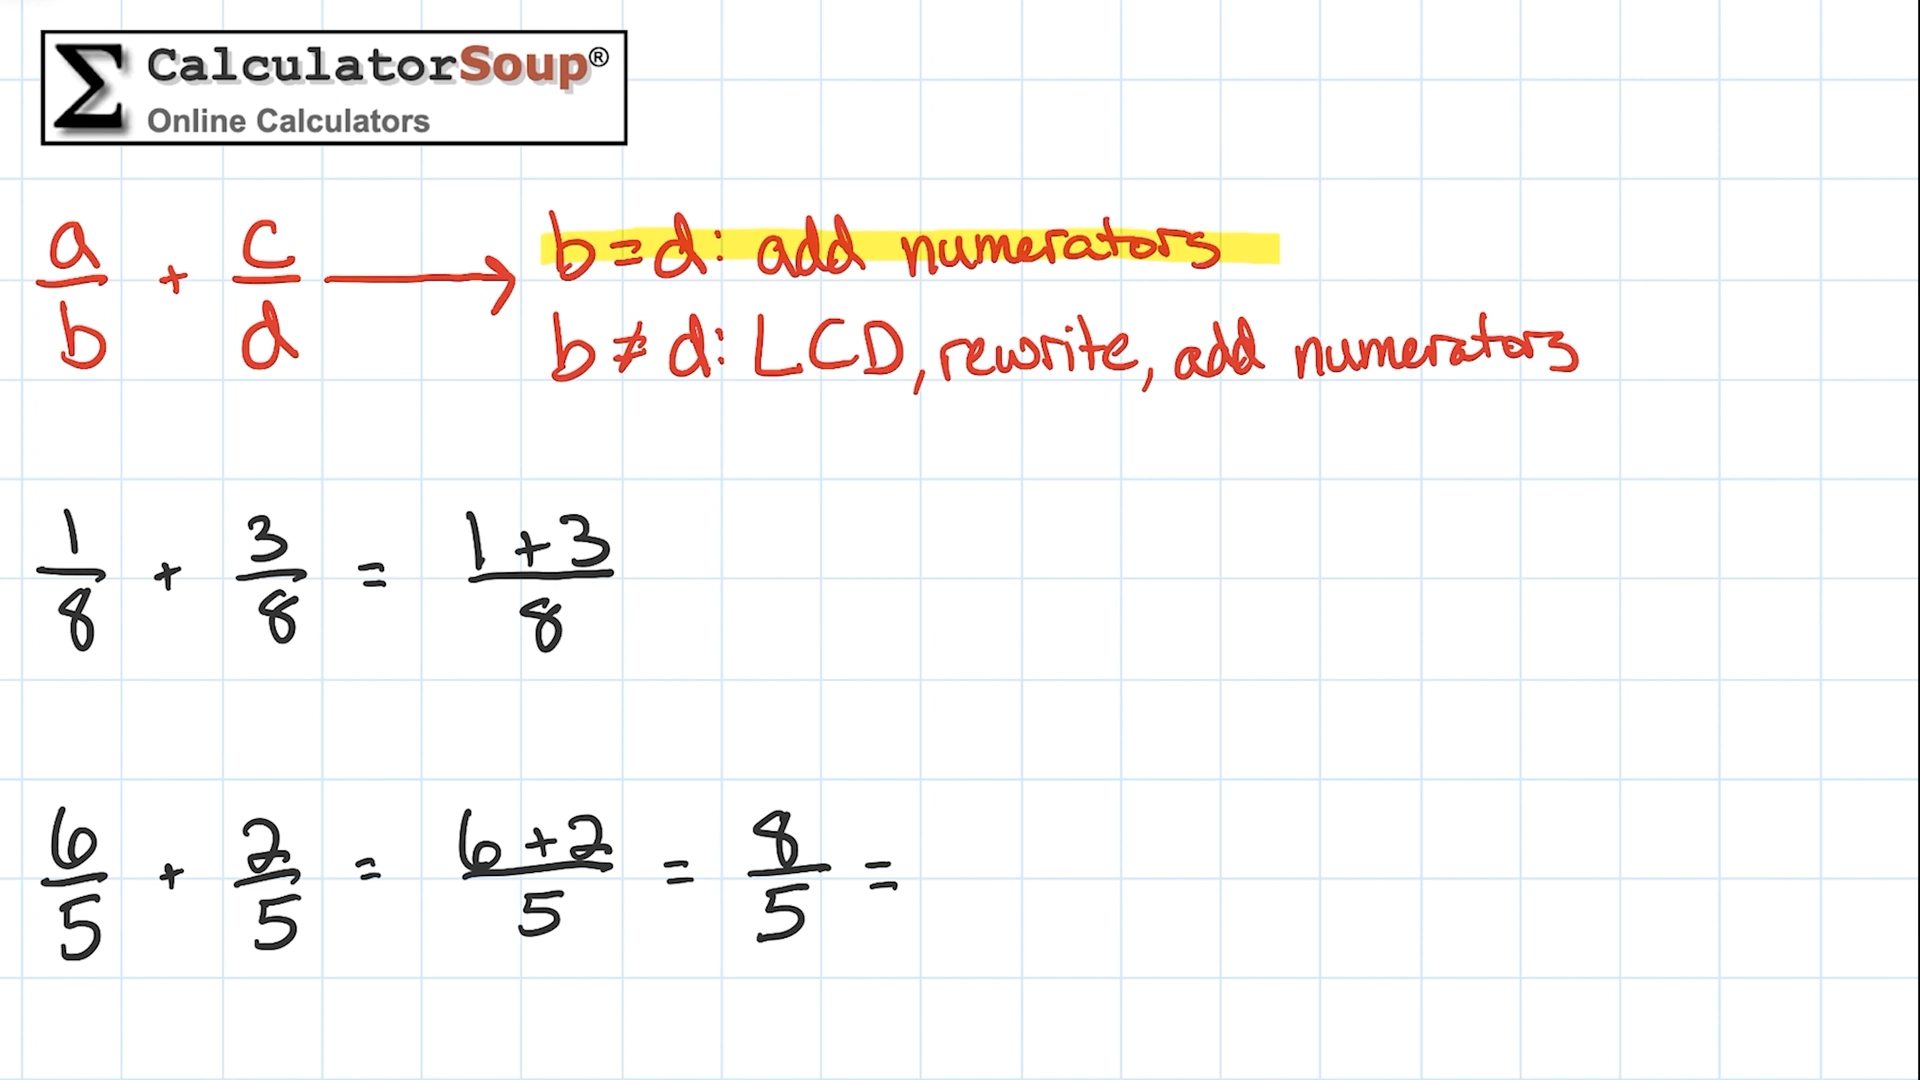 Σ CalculatorSoup®
Online Calculators
a/b + c/d → b = d: add numerators
b ≠ d: LCD, rewrite, add numerators
1/8 + 3/8 = 1+3/8
6/5 + 2/5 = 6+2/5 = 8/5 =